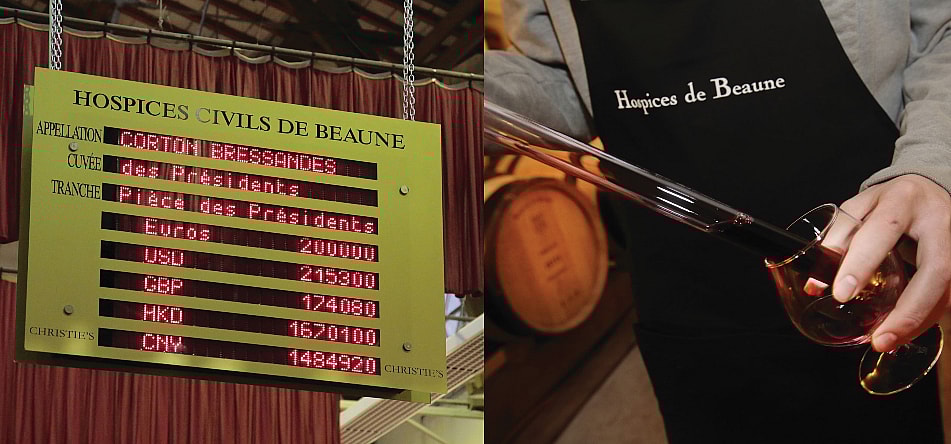 HOSPICES CIVILS DE BEAUNE
APPELLATION CORTON BRESSANDES
CUVÉE des Présidents
TRANCHE Pièce des Présidents
Euros 200000
USD 215300
GBP 174080
HKD 1670100
CNY 1484920
CHRISTIE'S CHRISTIE'S
Hospices de Beaune